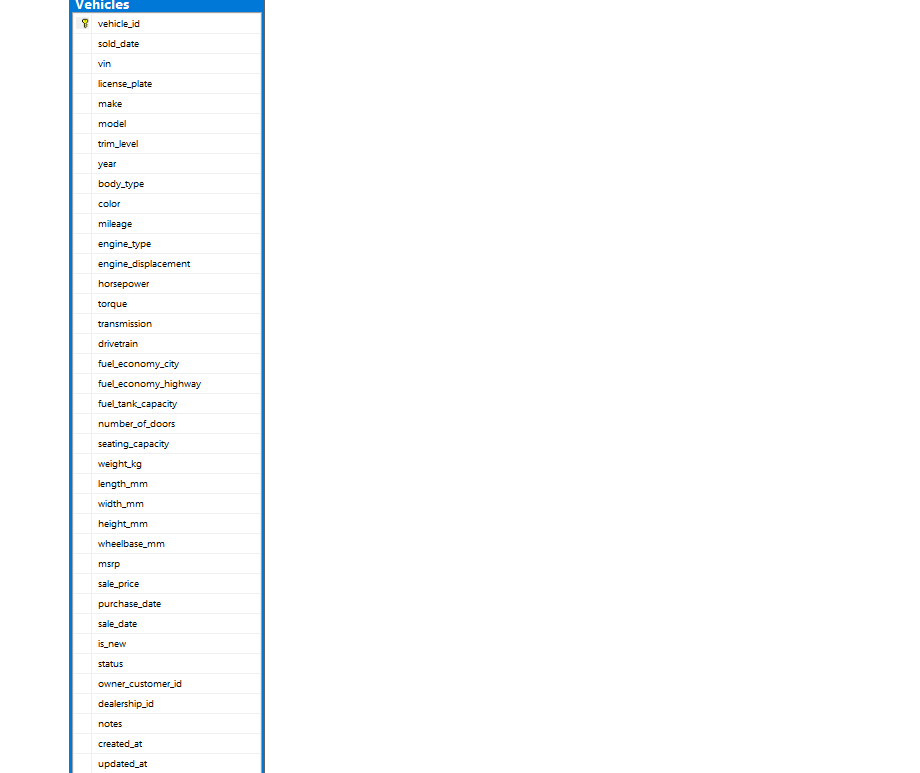 Vehicles
vehicle_id
sold_date
vin
license_plate
make
model
trim_level
year
body_type
color
mileage
engine_type
engine_displacement
horsepower
torque
transmission
drivetrain
fuel_economy_city
fuel_economy_highway
fuel_tank_capacity
number_of_doors
seating_capacity
weight_kg
length_mm
width_mm
height_mm
wheelbase_mm
msrp
sale_price
purchase_date
sale_date
is_new
status
owner_customer_id
dealership_id
notes
created_at
updated_at